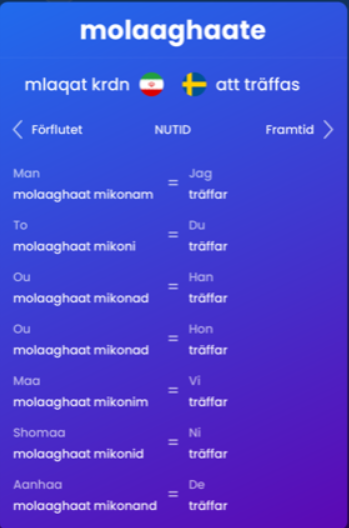 molaaghaate
mlaqat krdn att träffas
Förflutet NUTID Framtid
Man = Jag
molaaghaat mikonam träffar
To = Du
molaaghaat mikoni träffar
Ou = Han
molaaghaat mikonad träffar
Ou = Hon
molaaghaat mikonad träffar
Maa = Vi
molaaghaat mikonim träffar
Shomaa = Ni
molaaghaat mikonid träffar
Aanhaa = De
molaaghaat mikonand träffar